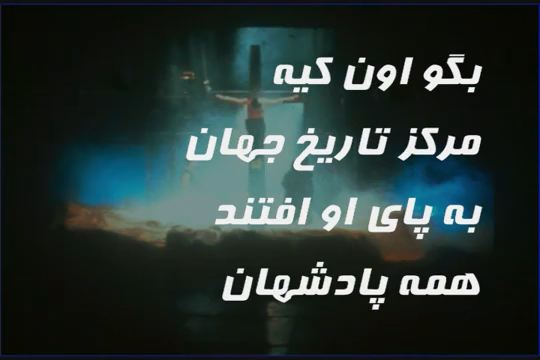 بگو اون کیه
مرکز تاریخ جهان
به پای او افتند
همه پادشهان